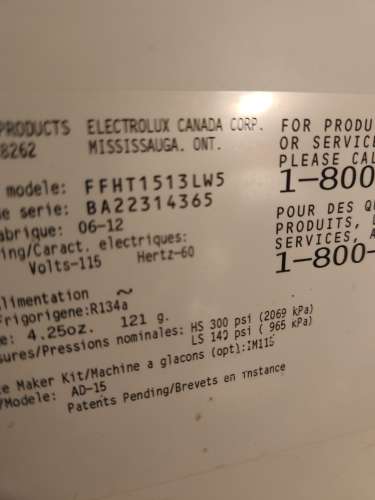 PRODUCTS ELECTROLUX CANADA CORP.
8262 MISSISSAUGA. ONT.
modele: FFHT1513LW5
e serie: BA22314365
abrique: 06-12
ing/Caract. electriques:
Volts-115 Hertz-60
limentation ~
Frigorigene:R134a
e: 4.25oz. 121 g.
sures/Pressions nominales: HS 300 psi (2069 kPa)
LS 140 psi ( 965 kPa)
e Maker Kit/Machine a glacons (opt):IM115
/Modele: AD-15
Patents Pending/Brevets en instance
FOR PRODU
OR SERVICE
PLEASE CAL
1-800
POUR DES QU
PRODUITS, L
SERVICES, A
1-800-